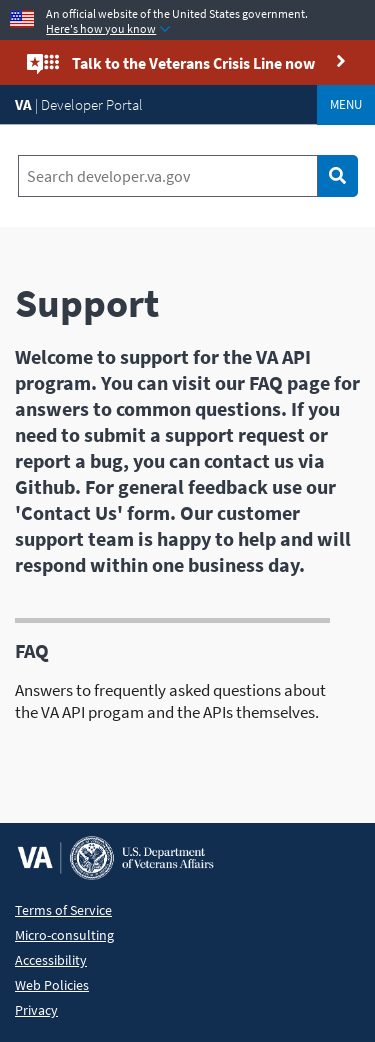 An official website of the United States government.
Here's how you know
Talk to the Veterans Crisis Line now
VA | Developer Portal
MENU
Search developer.va.gov
Support
Welcome to support for the VA API
program. You can visit our FAQ page for
answers to common questions. If you
need to submit a support request or
report a bug, you can contact us via
Github. For general feedback use our
'Contact Us' form. Our customer
support team is happy to help and will
respond within one business day.
FAQ
Answers to frequently asked questions about
the VA API progam and the APIs themselves.
VA
U.S. Department
of Veterans Affairs
Terms of Service
Micro-consulting
Accessibility
Web Policies
Privacy